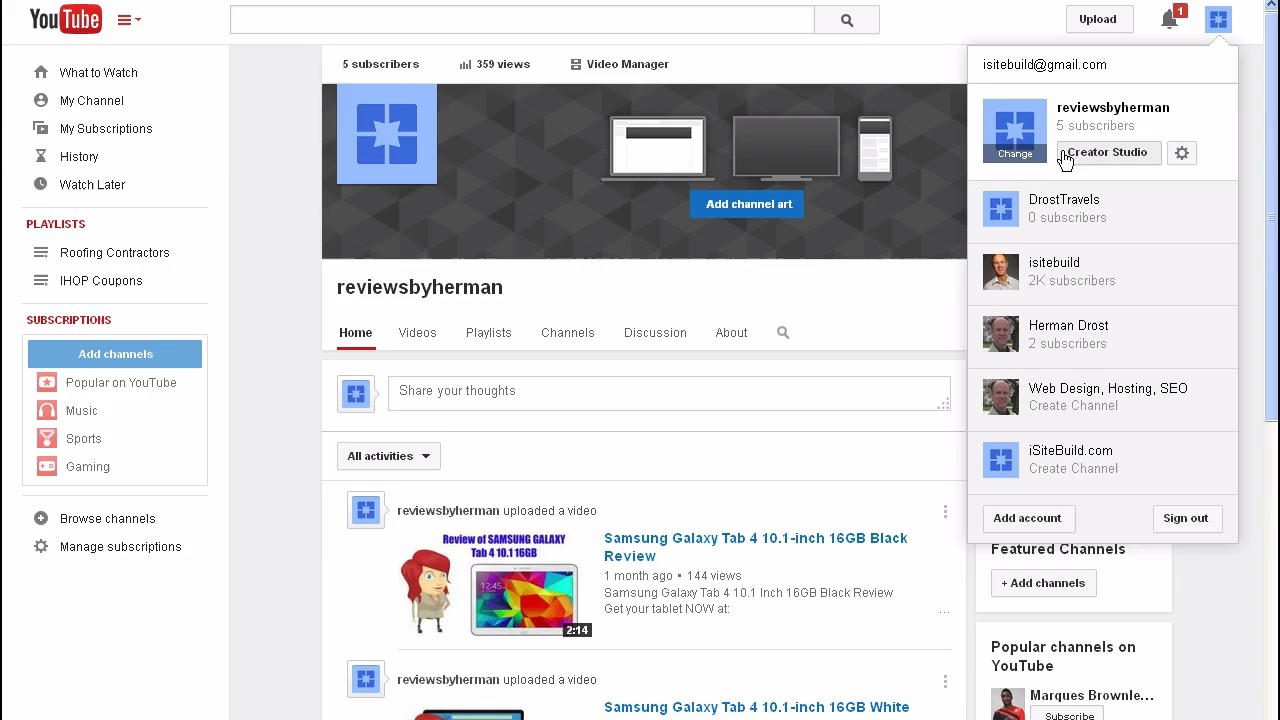 YouTube
Upload
1
What to Watch
My Channel
My Subscriptions
History
Watch Later
PLAYLISTS
Roofing Contractors
IHOP Coupons
SUBSCRIPTIONS
Add channels
Popular on YouTube
Music
Sports
Gaming
Browse channels
Manage subscriptions
5 subscribers
359 views
Video Manager
Add channel art
reviewsbyherman
Home
Videos
Playlists
Channels
Discussion
About
Share your thoughts
All activities
reviewsbyherman uploaded a video
Review of SAMSUNG GALAXY
Tab 4 10.1 16GB
12:45
2:14
Samsung Galaxy Tab 4 10.1-inch 16GB Black
Review
1 month ago • 144 views
Samsung Galaxy Tab 4 10.1 Inch 16GB Black Review
Get your tablet NOW at:
...
reviewsbyherman uploaded a video
Samsung Galaxy Tab 4 10.1-inch 16GB White
isitebuild@gmail.com
reviewsbyherman
5 subscribers
Change
Creator Studio
DrostTravels
0 subscribers
isitebuild
2K subscribers
Herman Drost
2 subscribers
Web Design, Hosting, SEO
Create Channel
iSiteBuild.com
Create Channel
Add account
Sign out
Featured Channels
+ Add channels
Popular channels on
YouTube
Marques Brownle...
Subscribe